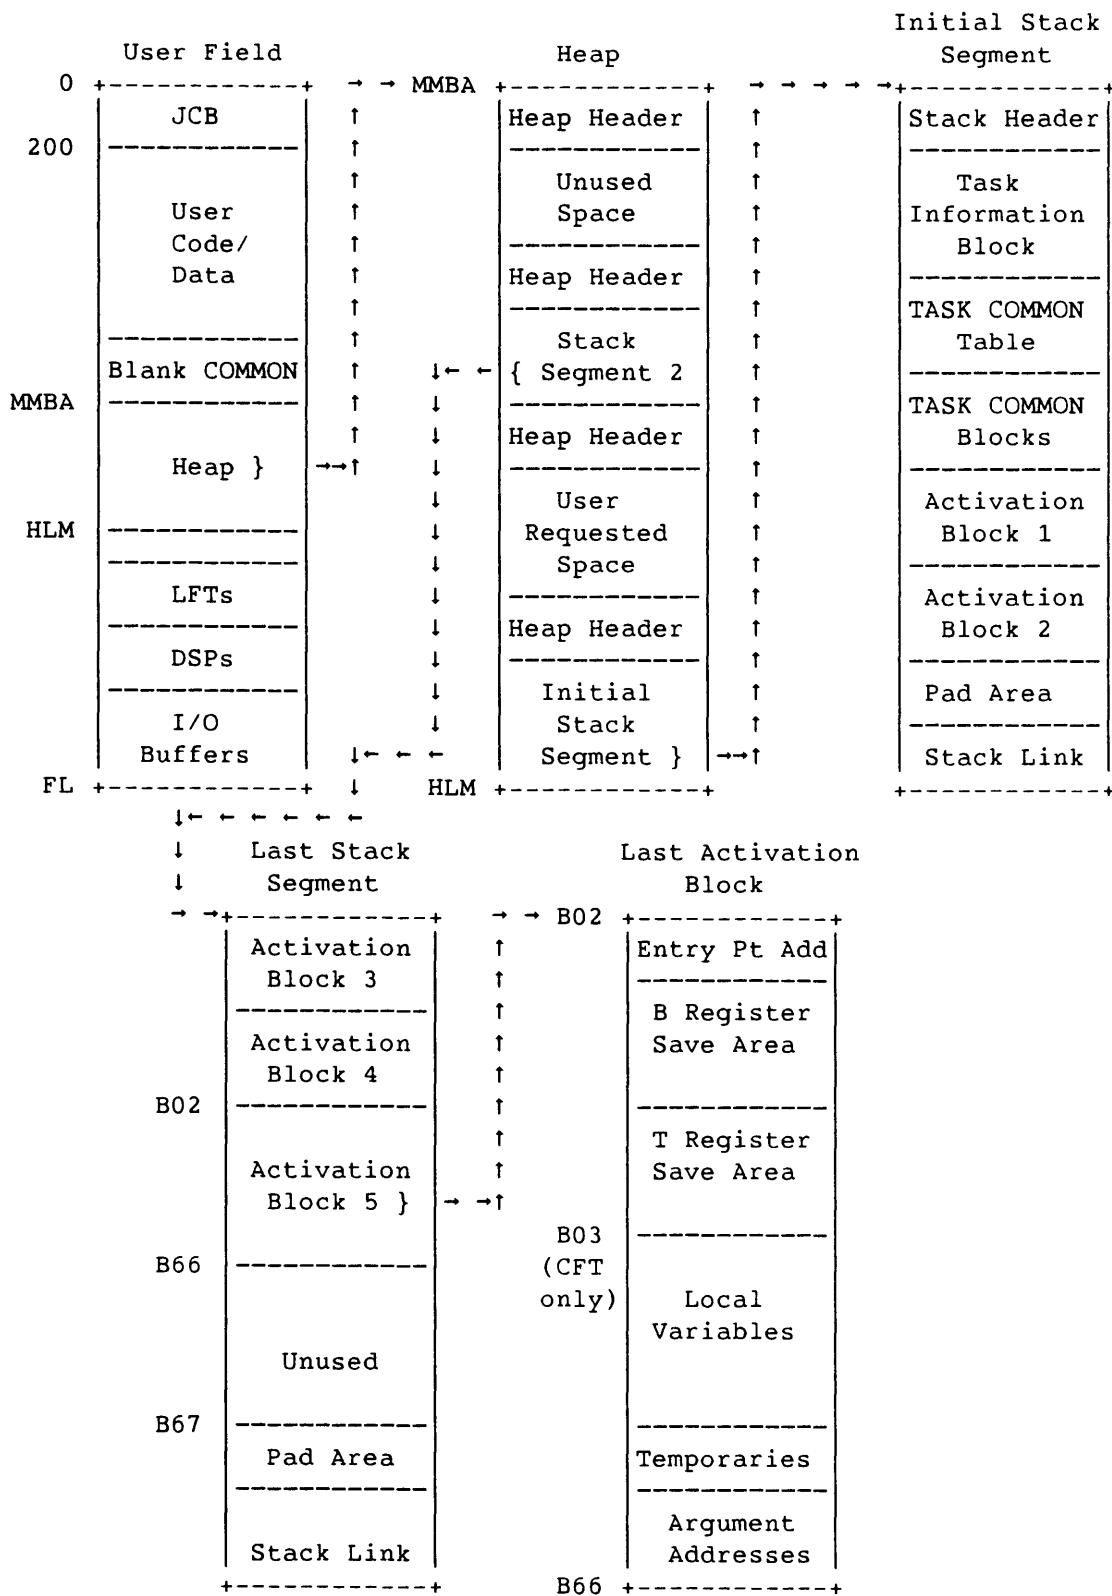 Initial Stack
User Field Heap Segment
0 MMBA
JCB Heap Header Stack Header
200
Unused Task
User Space Information
Code/ Block
Data Heap Header
TASK COMMON
Stack Table
Blank COMMON { Segment 2
MMBA TASK COMMON
Heap Header Blocks
Heap }
User Activation
HLM Requested Block 1
Space
LFTs Activation
Heap Header Block 2
DSPs
Initial Pad Area
I/O Stack
Buffers Segment } Stack Link
FL HLM
Last Stack Last Activation
Segment Block
B02
Activation Entry Pt Add
Block 3
B Register
Activation Save Area
Block 4
B02
T Register
Activation Save Area
Block 5 }
B03
B66 (CFT
only) Local
Variables
Unused
B67
Pad Area Temporaries
Argument
Stack Link Addresses
B66